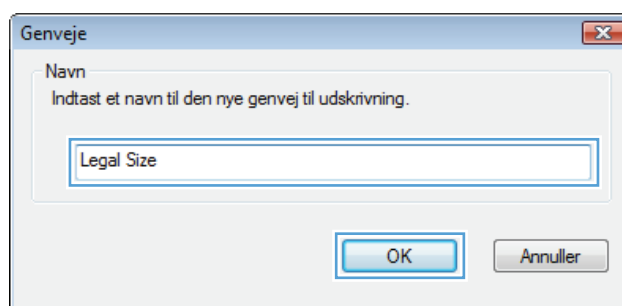 Genveje
Navn
Indtast et navn til den nye genvej til udskrivning.
Legal Size
OK
Annuller